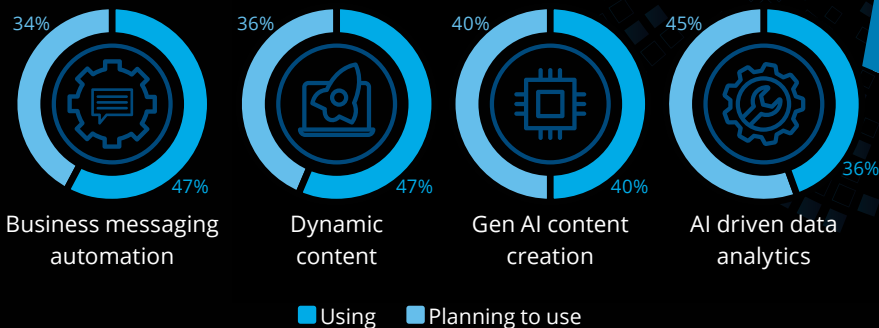 34%
47%
Business messaging
automation
36%
47%
Dynamic
content
40%
40%
Gen AI content
creation
45%
36%
AI driven data
analytics
Using
Planning to use